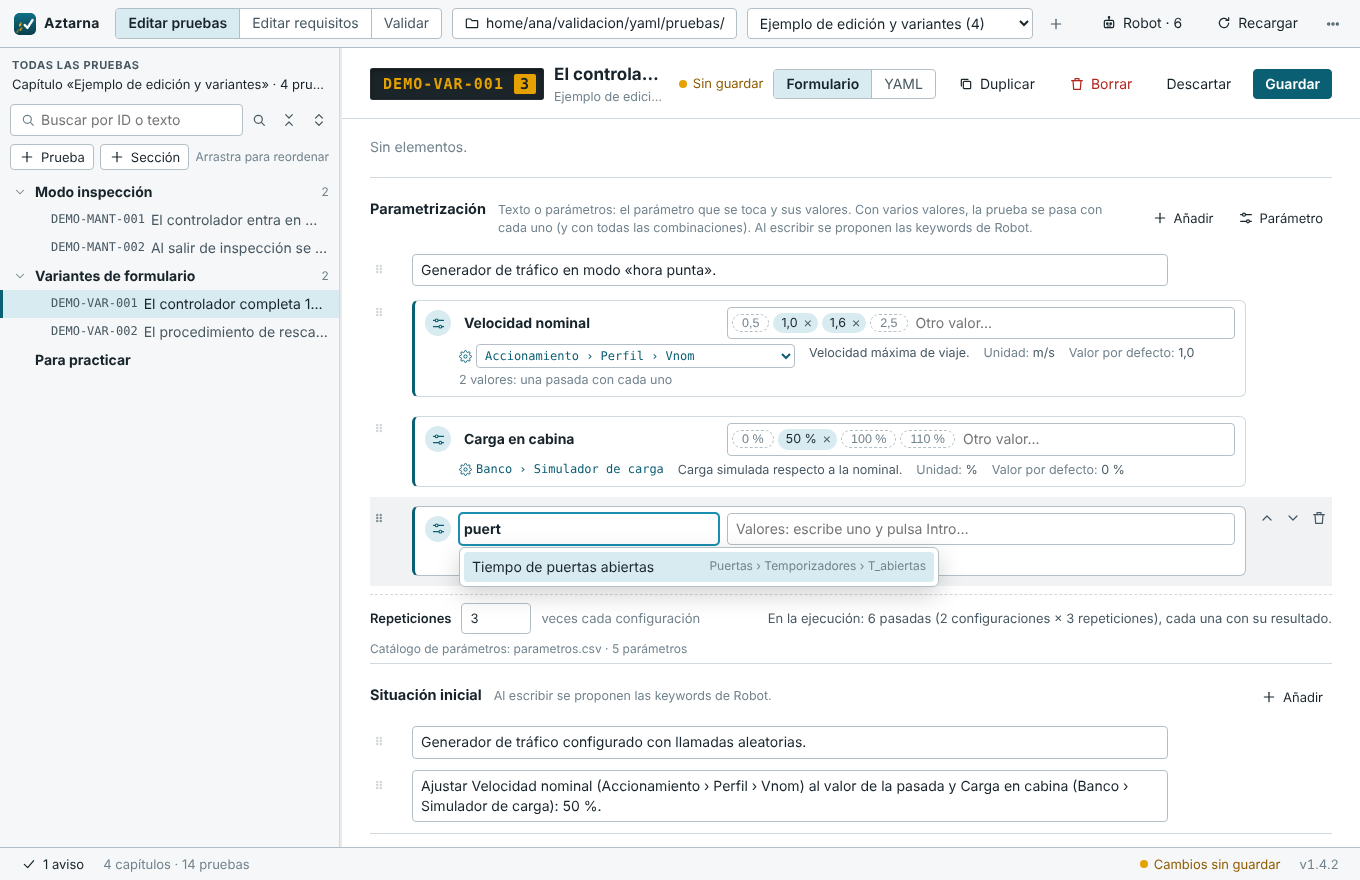 Aztarna
Editar pruebas
Editar requisitos
Validar
home/ana/validacion/yaml/pruebas/
Ejemplo de edición y variantes (4)
Robot · 6
Recargar
TODAS LAS PRUEBAS
Capítulo «Ejemplo de edición y variantes» · 4 pru...
Buscar por ID o texto
Prueba
Sección
Arrastra para reordenar
Modo inspección 2
DEMO-MANT-001 El controlador entra en ...
DEMO-MANT-002 Al salir de inspección se ...
Variantes de formulario 2
DEMO-VAR-001 El controlador completa 1...
DEMO-VAR-002 El procedimiento de resca...
Para practicar
DEMO-VAR-001 3
El controla...
Ejemplo de edici...
Sin guardar
Formulario
YAML
Duplicar
Borrar
Descartar
Guardar
Sin elementos.
Parametrización
Texto o parámetros: el parámetro que se toca y sus valores. Con varios valores, la prueba se pasa con
cada uno (y con todas las combinaciones). Al escribir se proponen las keywords de Robot.
Añadir
Parámetro
Generador de tráfico en modo «hora punta».
Velocidad nominal
0,5 1,0 × 1,6 × 2,5 Otro valor...
Accionamiento › Perfil › Vnom
Velocidad máxima de viaje. Unidad: m/s Valor por defecto: 1,0
2 valores: una pasada con cada uno
Carga en cabina
0 % 50 % × 100 % 110 % Otro valor...
Banco › Simulador de carga
Carga simulada respecto a la nominal. Unidad: % Valor por defecto: 0 %
puert
Valores: escribe uno y pulsa Intro...
Tiempo de puertas abiertas
Puertas › Temporizadores › T_abiertas
Repeticiones 3 veces cada configuración
En la ejecución: 6 pasadas (2 configuraciones × 3 repeticiones), cada una con su resultado.
Catálogo de parámetros: parametros.csv · 5 parámetros
Situación inicial
Al escribir se proponen las keywords de Robot.
Añadir
Generador de tráfico configurado con llamadas aleatorias.
Ajustar Velocidad nominal (Accionamiento › Perfil › Vnom) al valor de la pasada y Carga en cabina (Banco ›
Simulador de carga): 50 %.
1 aviso
4 capítulos · 14 pruebas
Cambios sin guardar
v1.4.2